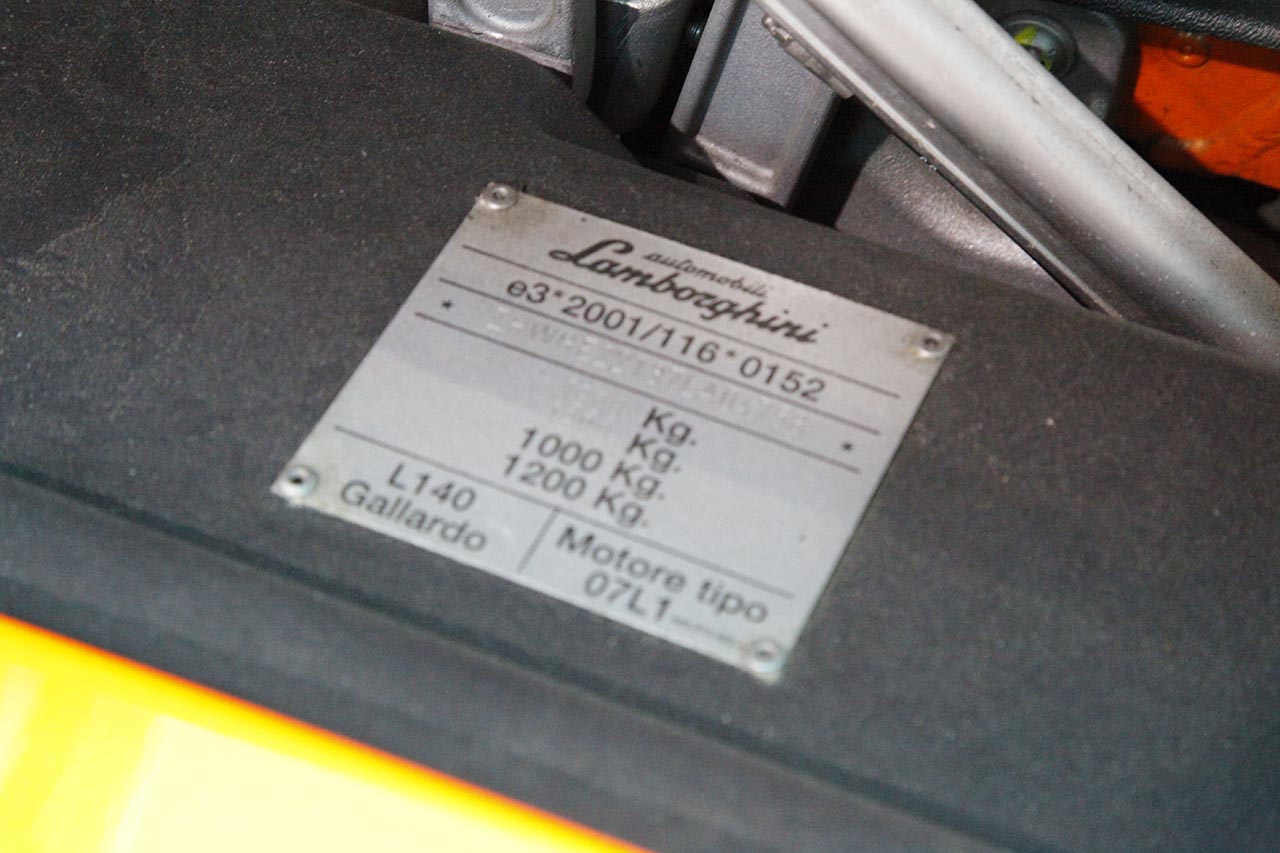 automobili
Lamborghini
e3*2001/116*0152
* *
Kg.
Kg.
1000 Kg.
1200 Kg.
L140
Gallardo
Motore tipo
07L1